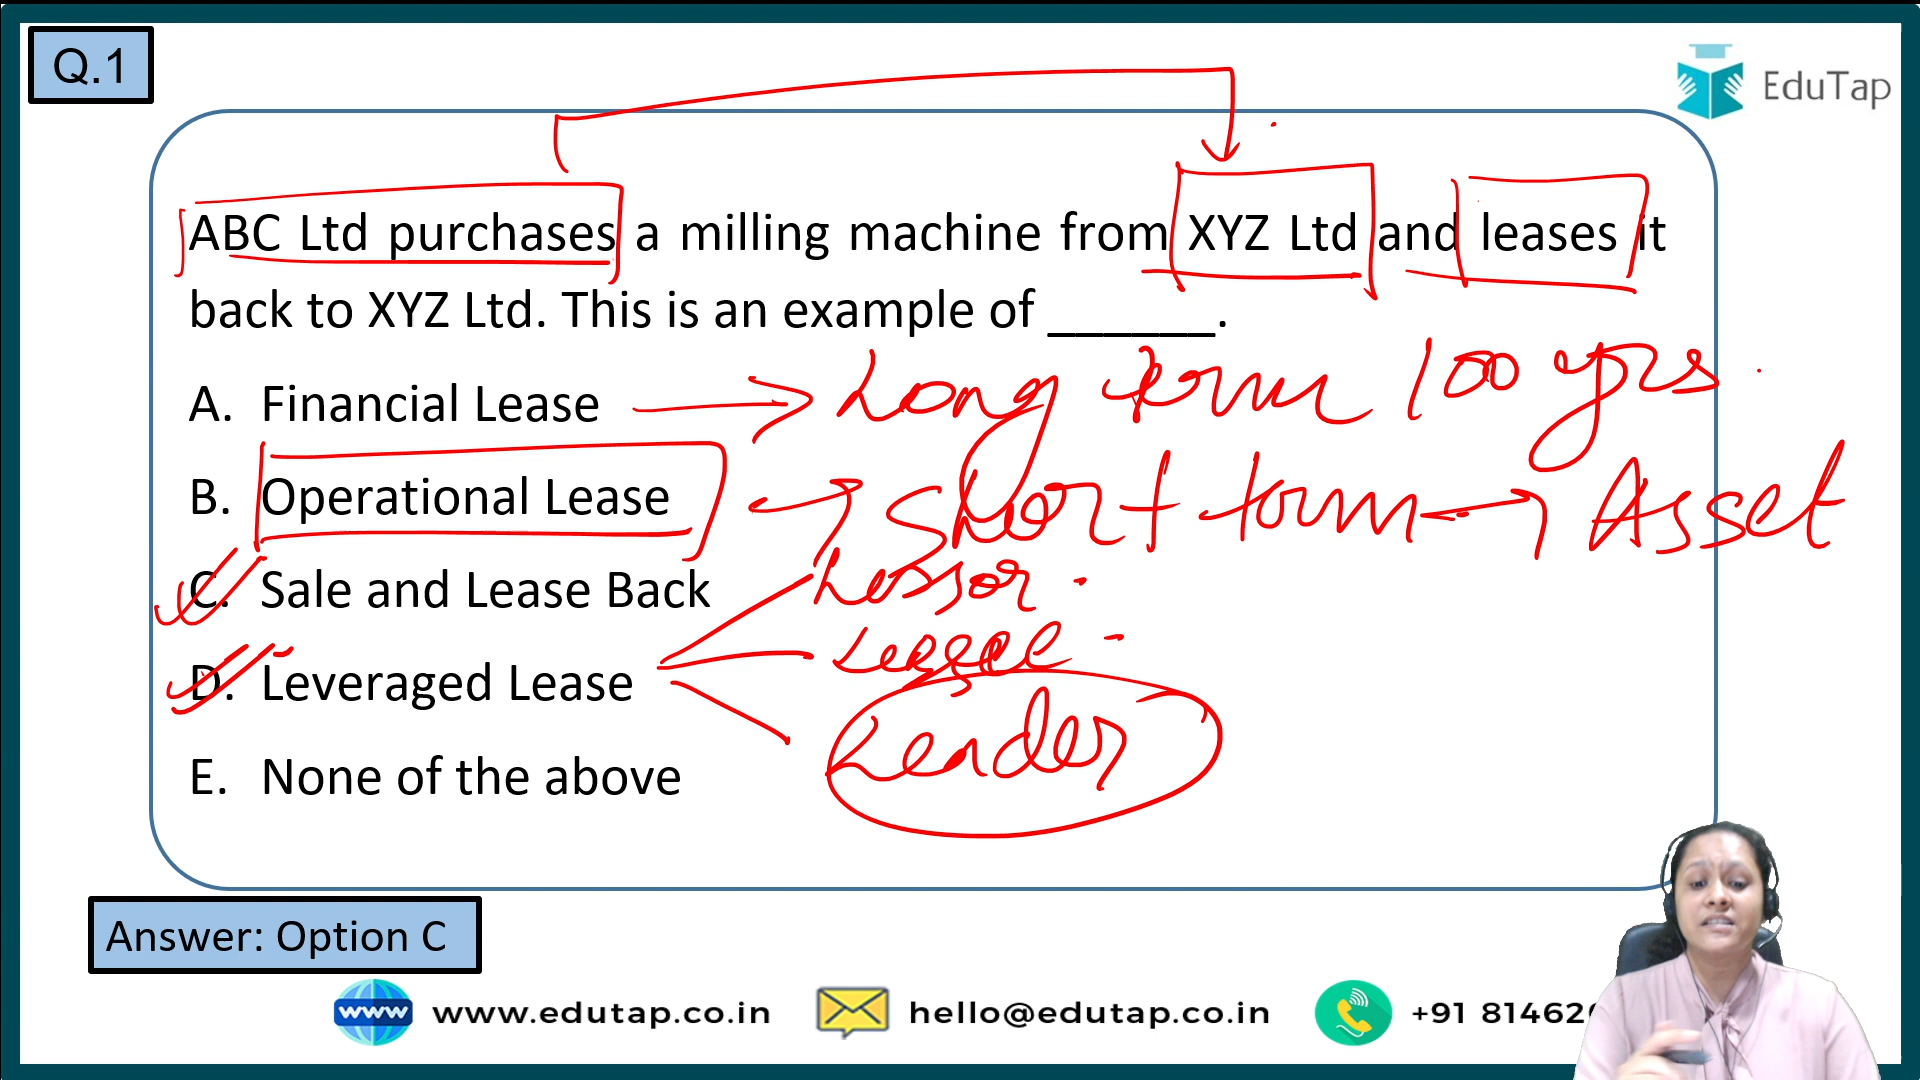 Q.1
EduTap
ABC Ltd purchases a milling machine from XYZ Ltd and leases it
back to XYZ Ltd. This is an example of ______.
A. Financial Lease
Long term 100 yrs.
B. Operational Lease
Short term
Asset
C. Sale and Lease Back
Lessor
D. Leveraged Lease
Lessee
Lender
E. None of the above
Answer: Option C
www
www.edutap.co.in
hello@edutap.co.in
+91 81462